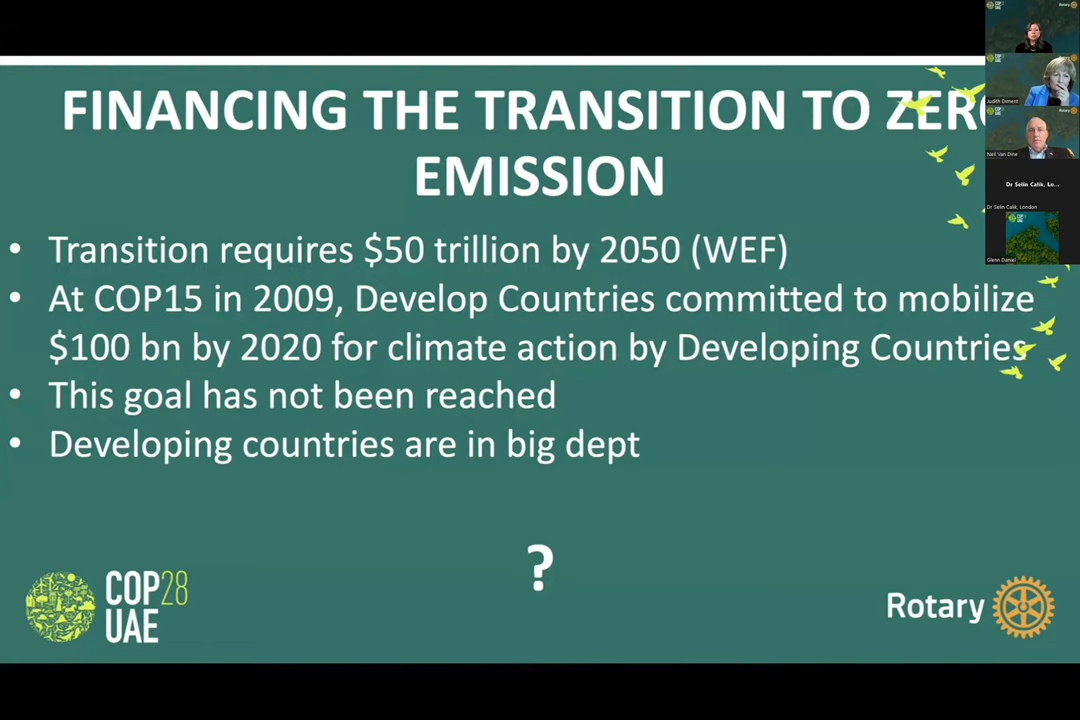 FINANCING THE TRANSITION TO ZERO
EMISSION
• Transition requires $50 trillion by 2050 (WEF)
• At COP15 in 2009, Develop Countries committed to mobilize
$100 bn by 2020 for climate action by Developing Countries
• This goal has not been reached
• Developing countries are in big dept
?
COP28
UAE
Rotary
Judith Diment
Neil Van Dine
Dr Selin Calik, Lo...
Dr Selin Calik, London
Glenn Daniel